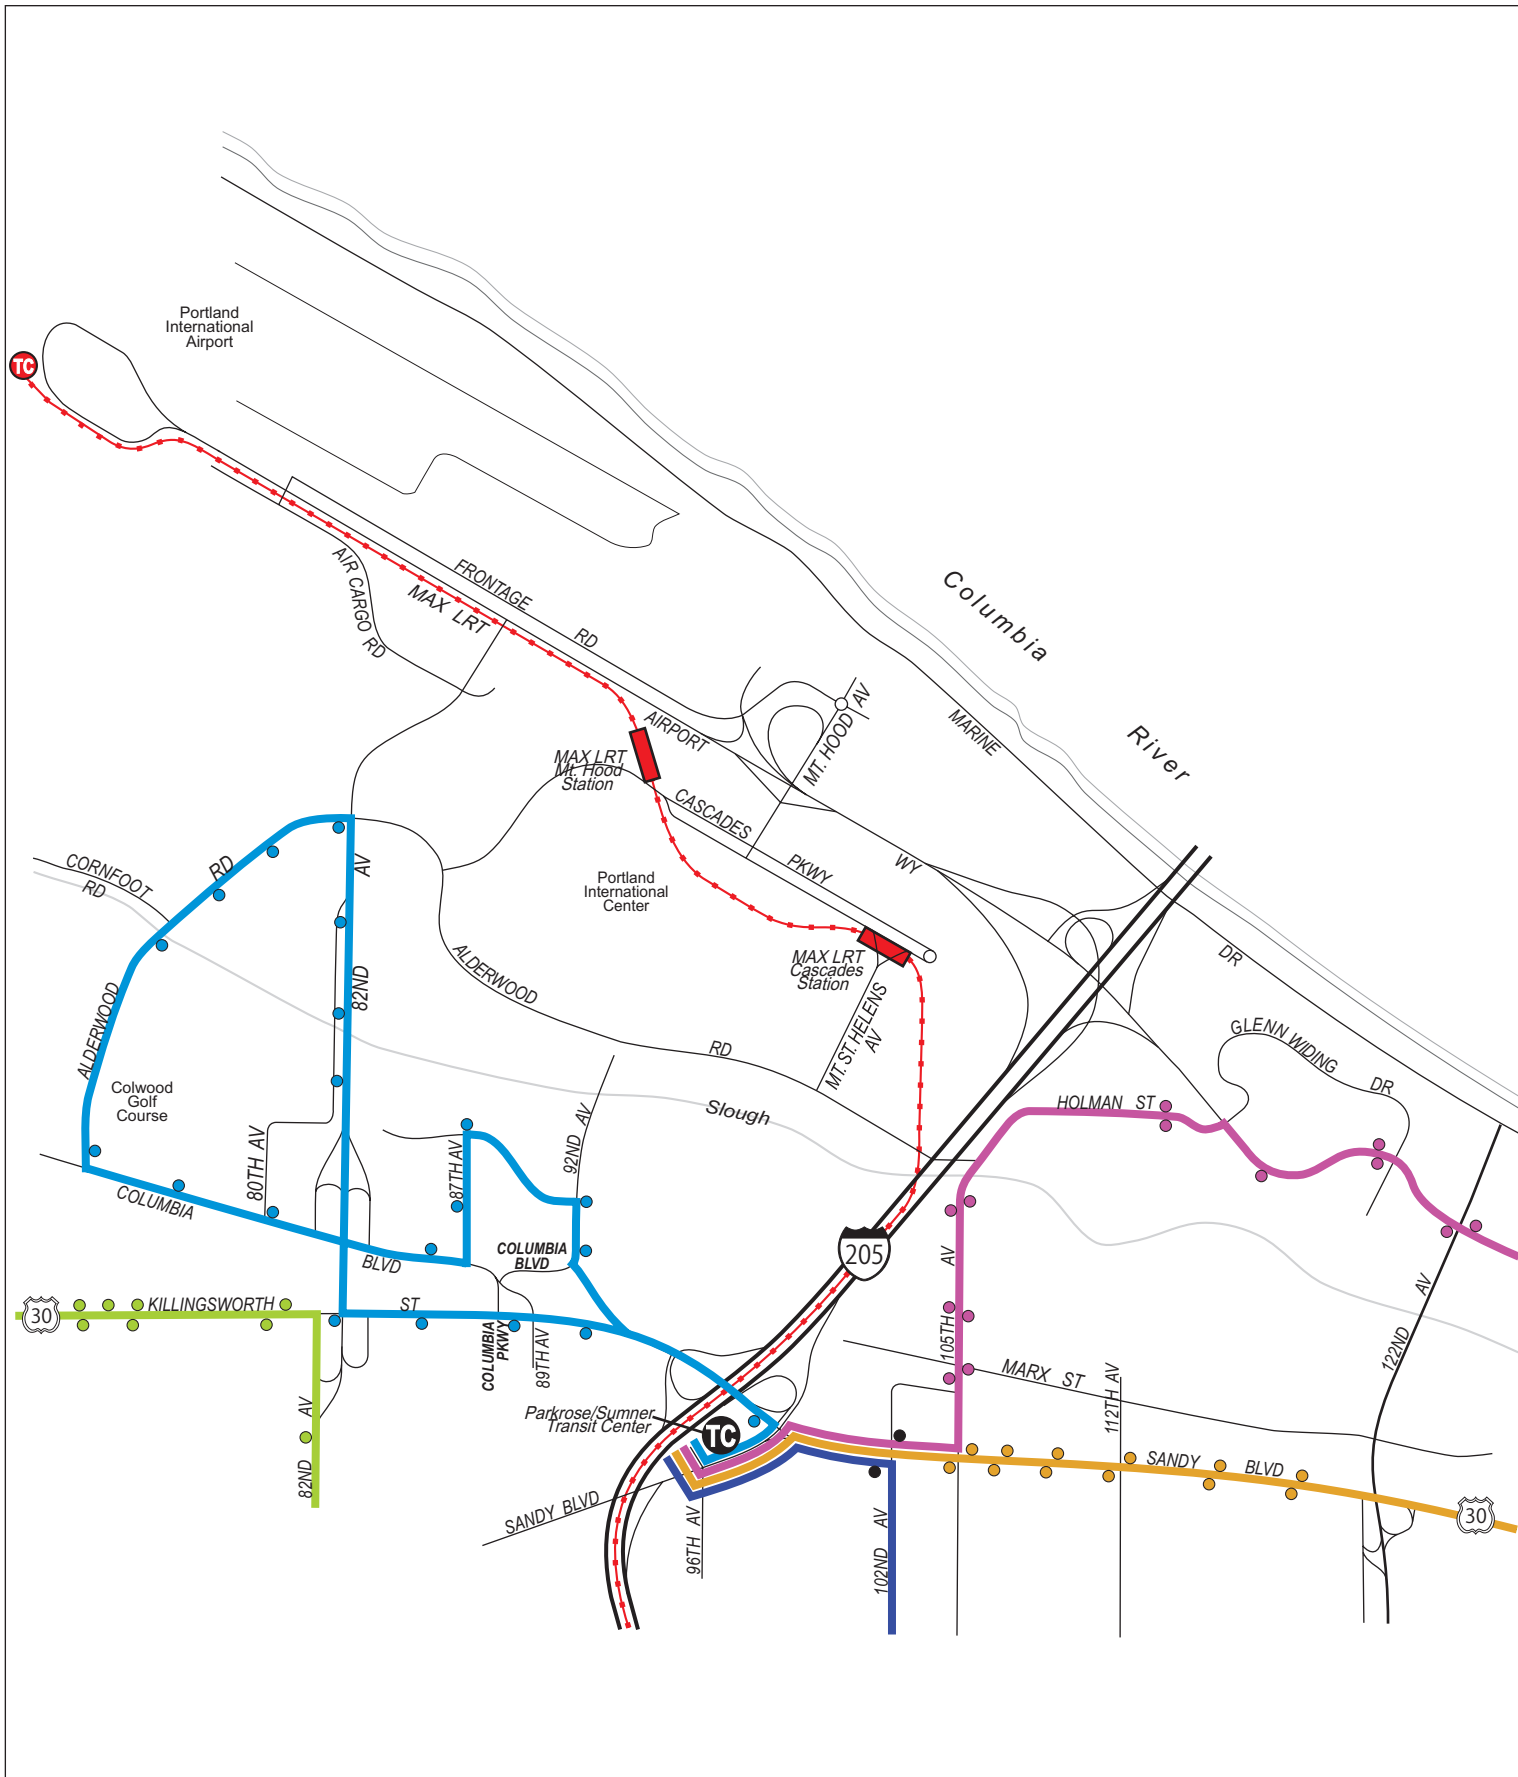 Portland
International
Airport
TC
AIR CARGO RD
FRONTAGE
RD
MAX LRT
Columbia
River
MARINE
DR
AIRPORT
WY
MT. HOOD
AV
MAX LRT
Mt. Hood
Station
CASCADES
PKWY
Portland
International
Center
MAX LRT
Cascades
Station
MT. ST. HELENS
AV
CORNFOOT
RD
RD
ALDERWOOD
AV
82ND
ALDERWOOD
RD
Colwood
Golf
Course
Slough
GLENN WIDING
DR
HOLMAN ST
80TH AV
87TH AV
92ND AV
COLUMBIA
BLVD
COLUMBIA
BLVD
205
AV
105TH
AV
122ND
30
KILLINGSWORTH
ST
COLUMBIA
PKWY
89TH AV
MARX ST
112TH AV
AV
82ND
Parkrose/Sumner
Transit Center
TC
SANDY BLVD
SANDY
BLVD
30
96TH AV
102ND AV